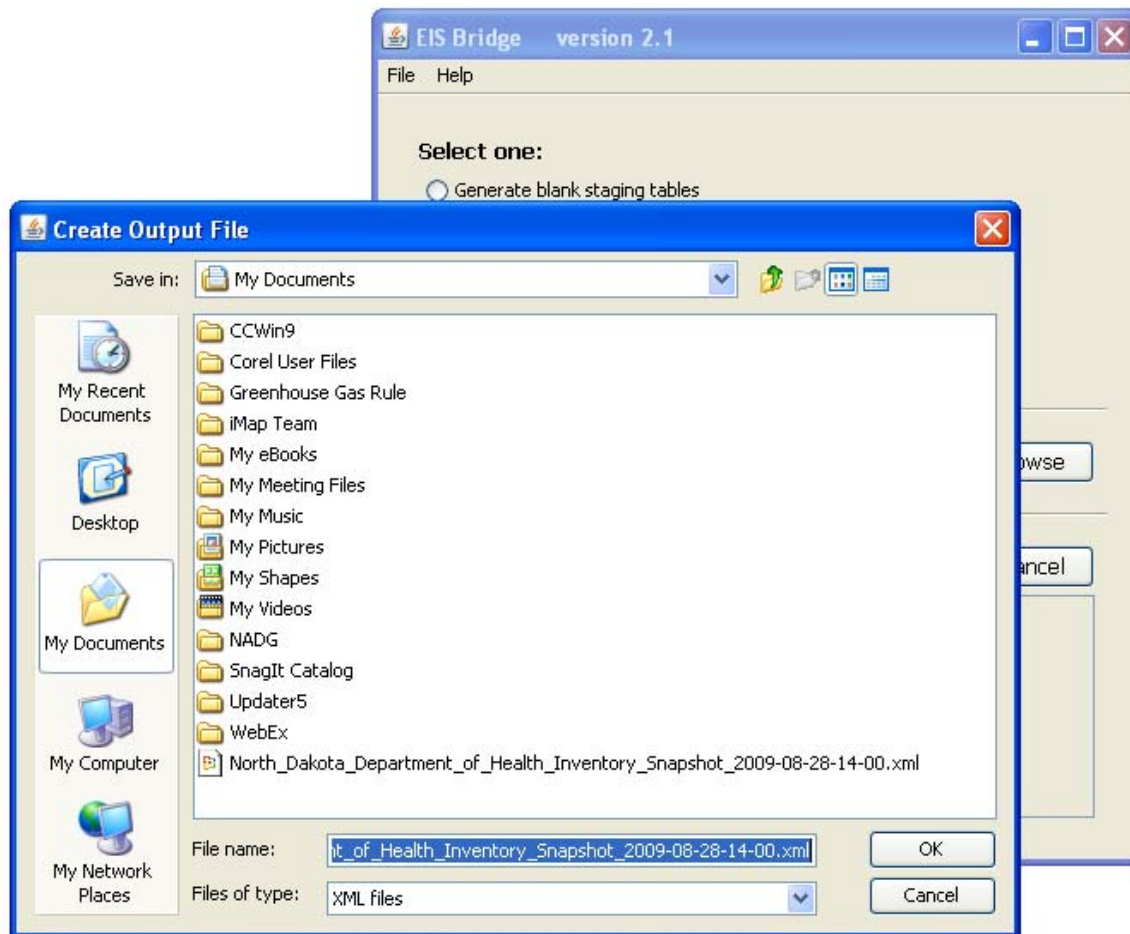 EIS Bridge version 2.1
File Help
Select one:
Generate blank staging tables
Create Output File
Save in: My Documents
My Recent
Documents
Desktop
My Documents
My Computer
My Network
Places
CCWin9
Corel User Files
Greenhouse Gas Rule
iMap Team
My eBooks
My Meeting Files
My Music
My Pictures
My Shapes
My Videos
NADG
SnagIt Catalog
Updater5
WebEx
North_Dakota_Department_of_Health_Inventory_Snapshot_2009-08-28-14-00.xml
File name: nt_of_Health_Inventory_Snapshot_2009-08-28-14-00.xml OK
Files of type: XML files Cancel
owse
ancel